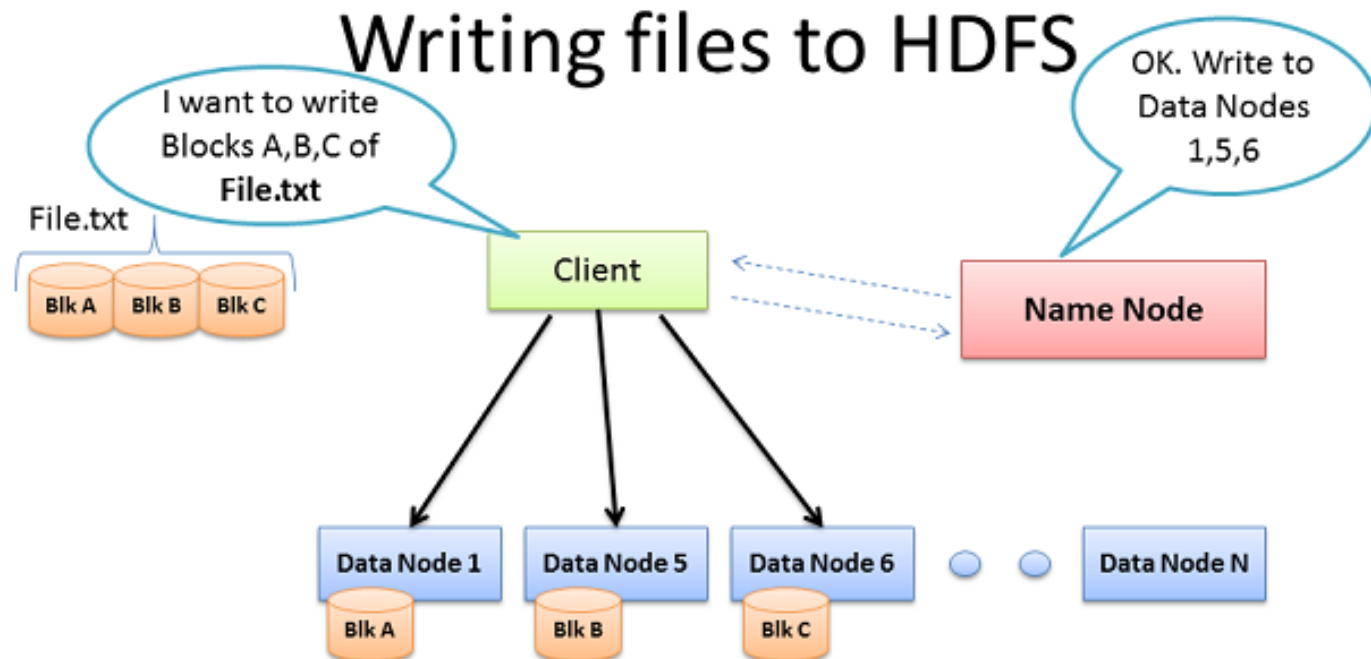 Writing files to HDFS
I want to write
Blocks A,B,C of
File.txt
OK. Write to
Data Nodes
1,5,6
File.txt
Blk A
Blk B
Blk C
Client
Name Node
Data Node 1
Data Node 5
Data Node 6
Data Node N
Blk A
Blk B
Blk C